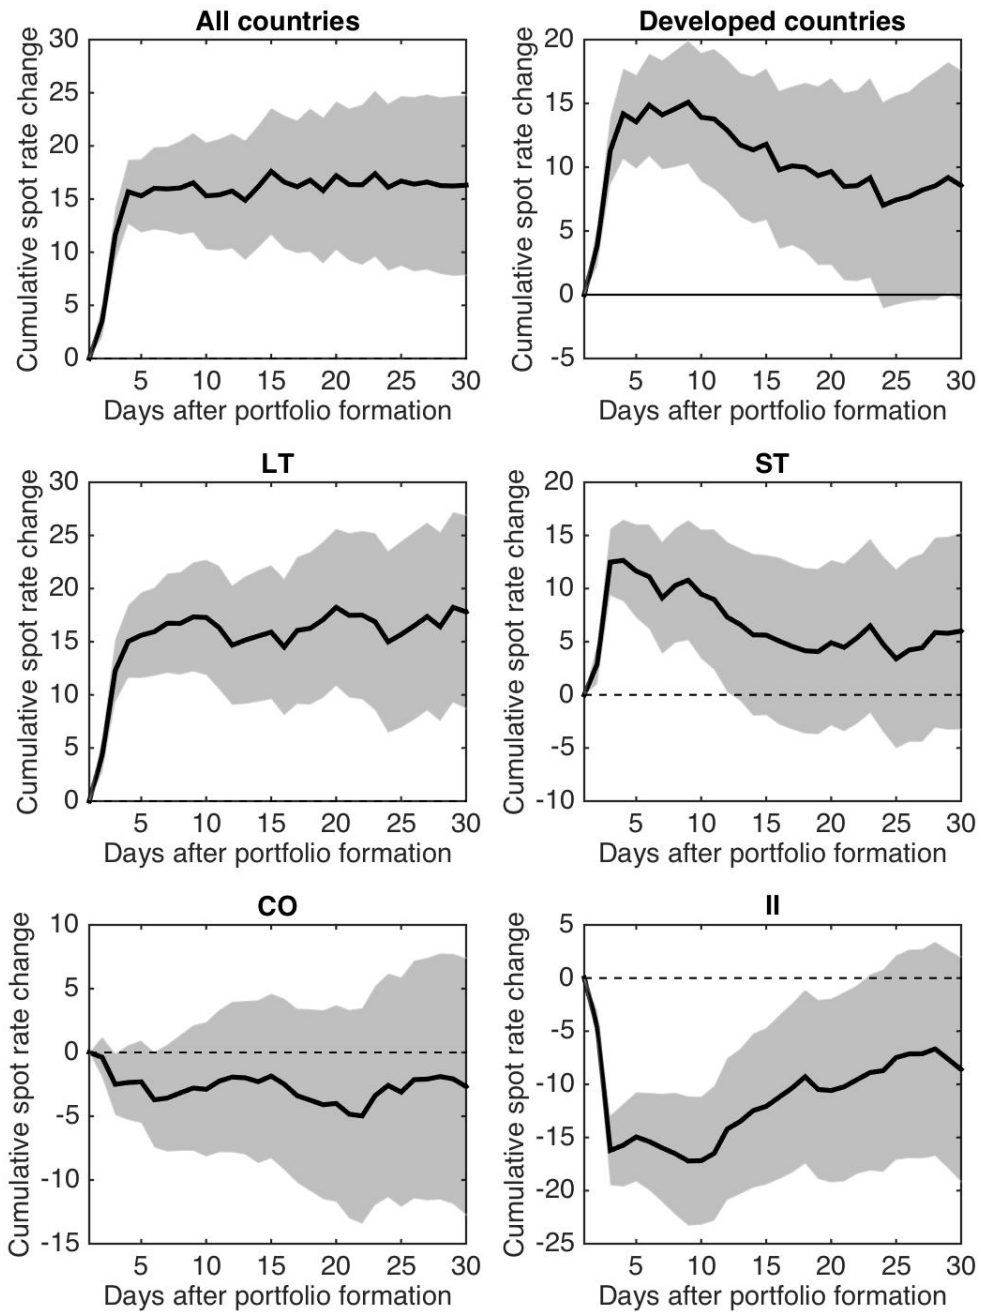 All countries
Cumulative spot rate change
30
25
20
15
10
5
0
5 10 15 20 25 30
Days after portfolio formation
Developed countries
Cumulative spot rate change
20
15
10
5
0
-5
5 10 15 20 25 30
Days after portfolio formation
LT
Cumulative spot rate change
30
25
20
15
10
5
0
5 10 15 20 25 30
Days after portfolio formation
ST
Cumulative spot rate change
20
15
10
5
0
-5
-10
5 10 15 20 25 30
Days after portfolio formation
CO
Cumulative spot rate change
10
5
0
-5
-10
-15
5 10 15 20 25 30
Days after portfolio formation
II
Cumulative spot rate change
5
0
-5
-10
-15
-20
-25
5 10 15 20 25 30
Days after portfolio formation